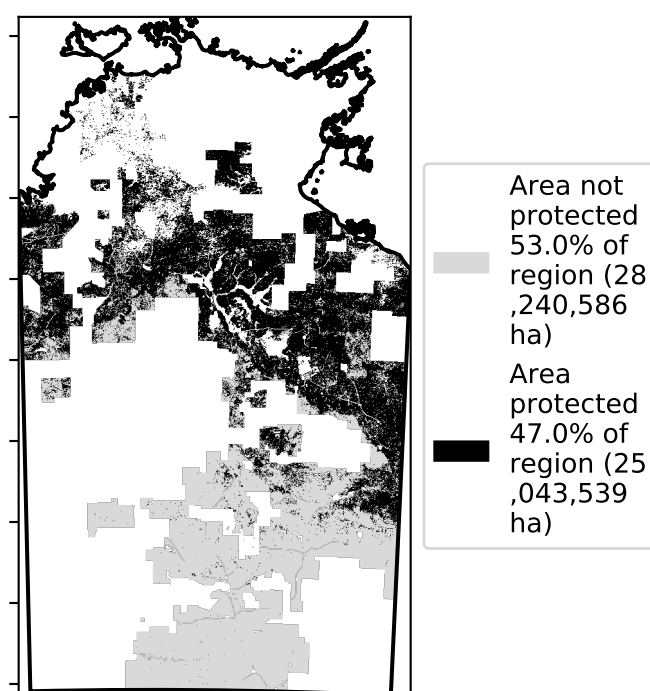 Area not
protected
53.0% of
region (28
,240,586
ha)
Area
protected
47.0% of
region (25
,043,539
ha)